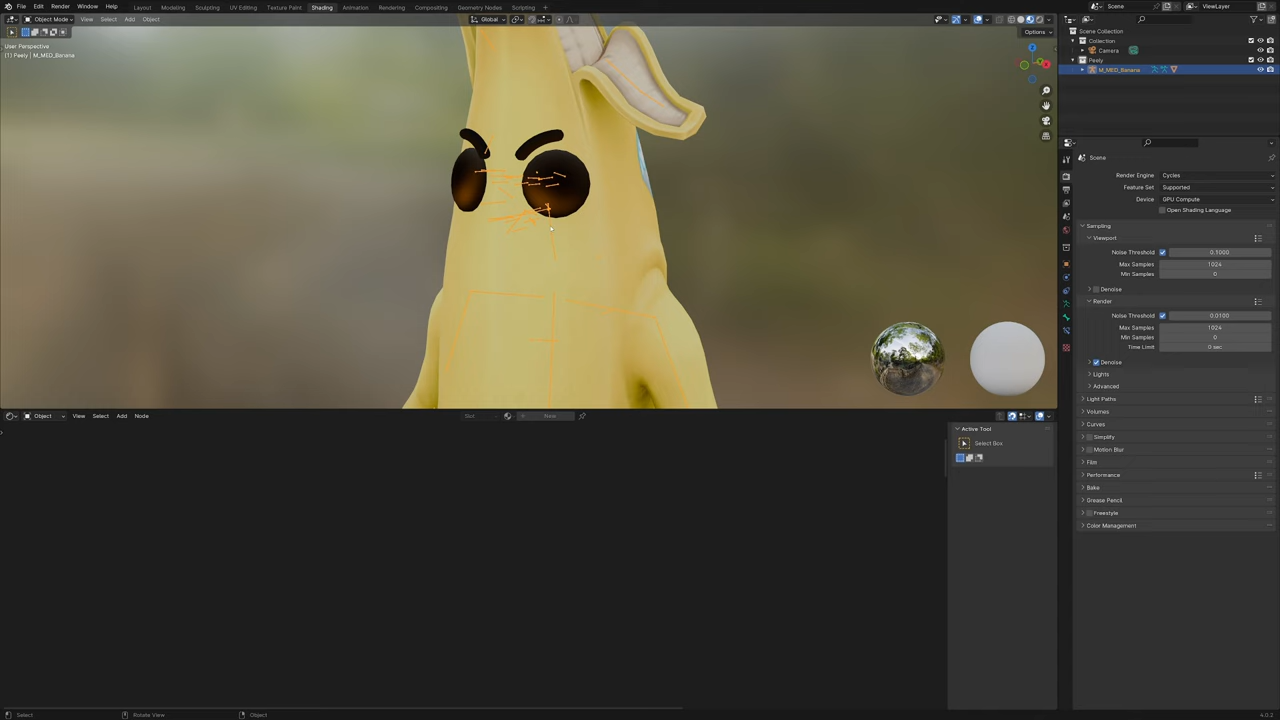 File Edit Render Window Help Layout Modeling Sculpting UV Editing Texture Paint Shading Animation Rendering Compositing Geometry Nodes Scripting Scene ViewLayer
Object Mode View Select Add Object Global
Options
User Perspective
(1) Peely | M_MED_Banana
Scene Collection
Collection
Camera
Peely
M_MED_Banana
Scene
Render Engine Cycles
Feature Set Supported
Device GPU Compute
Open Shading Language
Sampling
Viewport
Noise Threshold 0.1000
Max Samples 1024
Min Samples 0
Denoise
Render
Noise Threshold 0.0100
Max Samples 1024
Min Samples 0
Time Limit 0 sec
Denoise
Lights
Advanced
Light Paths
Volumes
Curves
Simplify
Motion Blur
Film
Performance
Bake
Grease Pencil
Freestyle
Color Management
Object View Select Add Node Slot New
Active Tool
Select Box
Select Rotate View Object 4.0.2